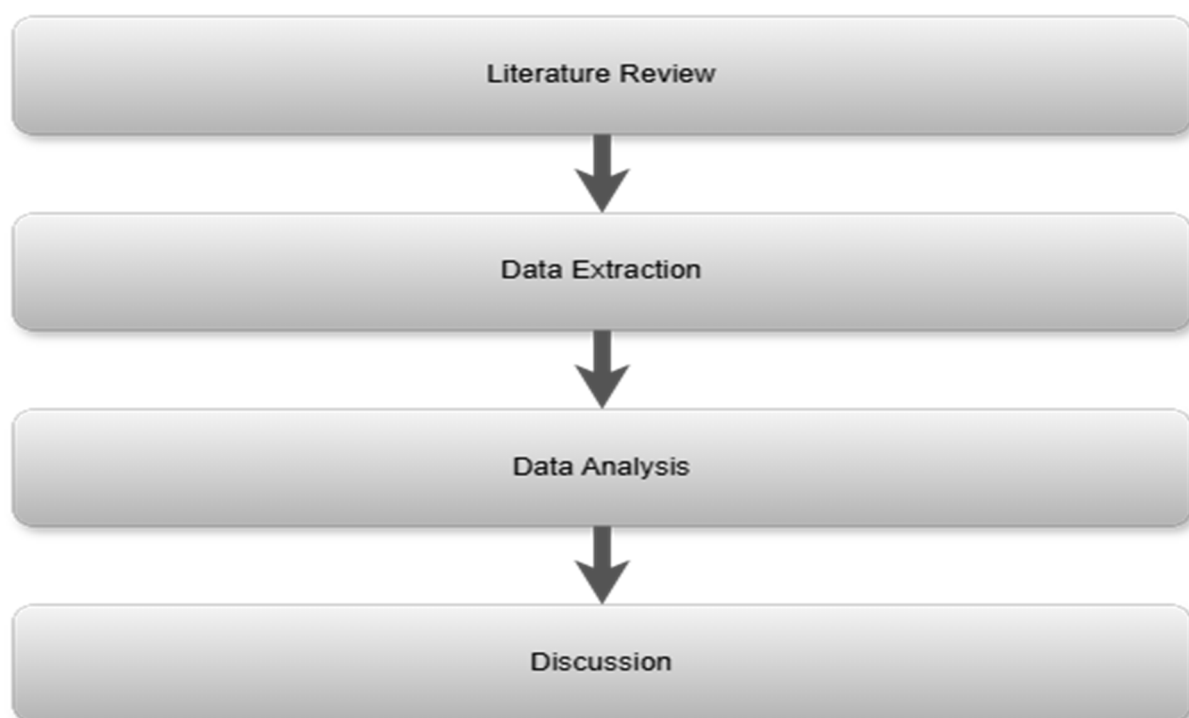 Literature Review
Data Extraction
Data Analysis
Discussion